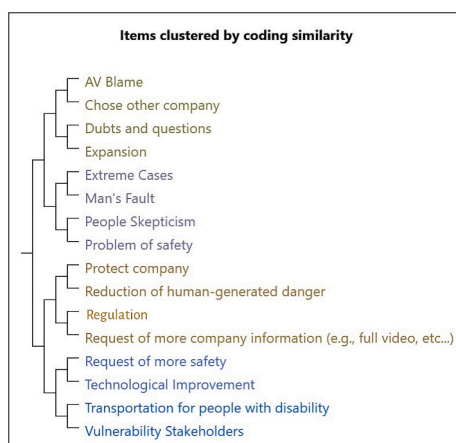 Items clustered by coding similarity
AV Blame
Chose other company
Dubts and questions
Expansion
Extreme Cases
Man's Fault
People Skepticism
Problem of safety
Protect company
Reduction of human-generated danger
Regulation
Request of more company information (e.g., full video, etc...)
Request of more safety
Technological Improvement
Transportation for people with disability
Vulnerability Stakeholders